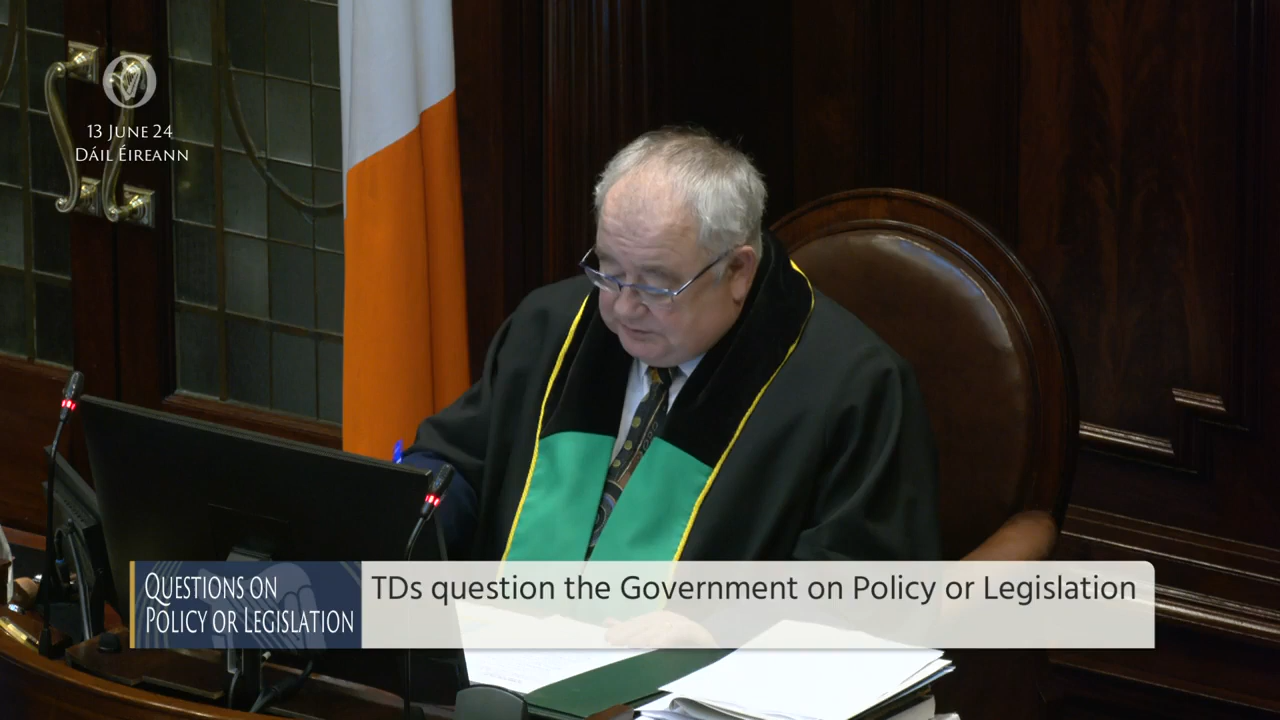 13 June 24
Dáil Éireann
Questions on
Policy or Legislation
TDs question the Government on Policy or Legislation